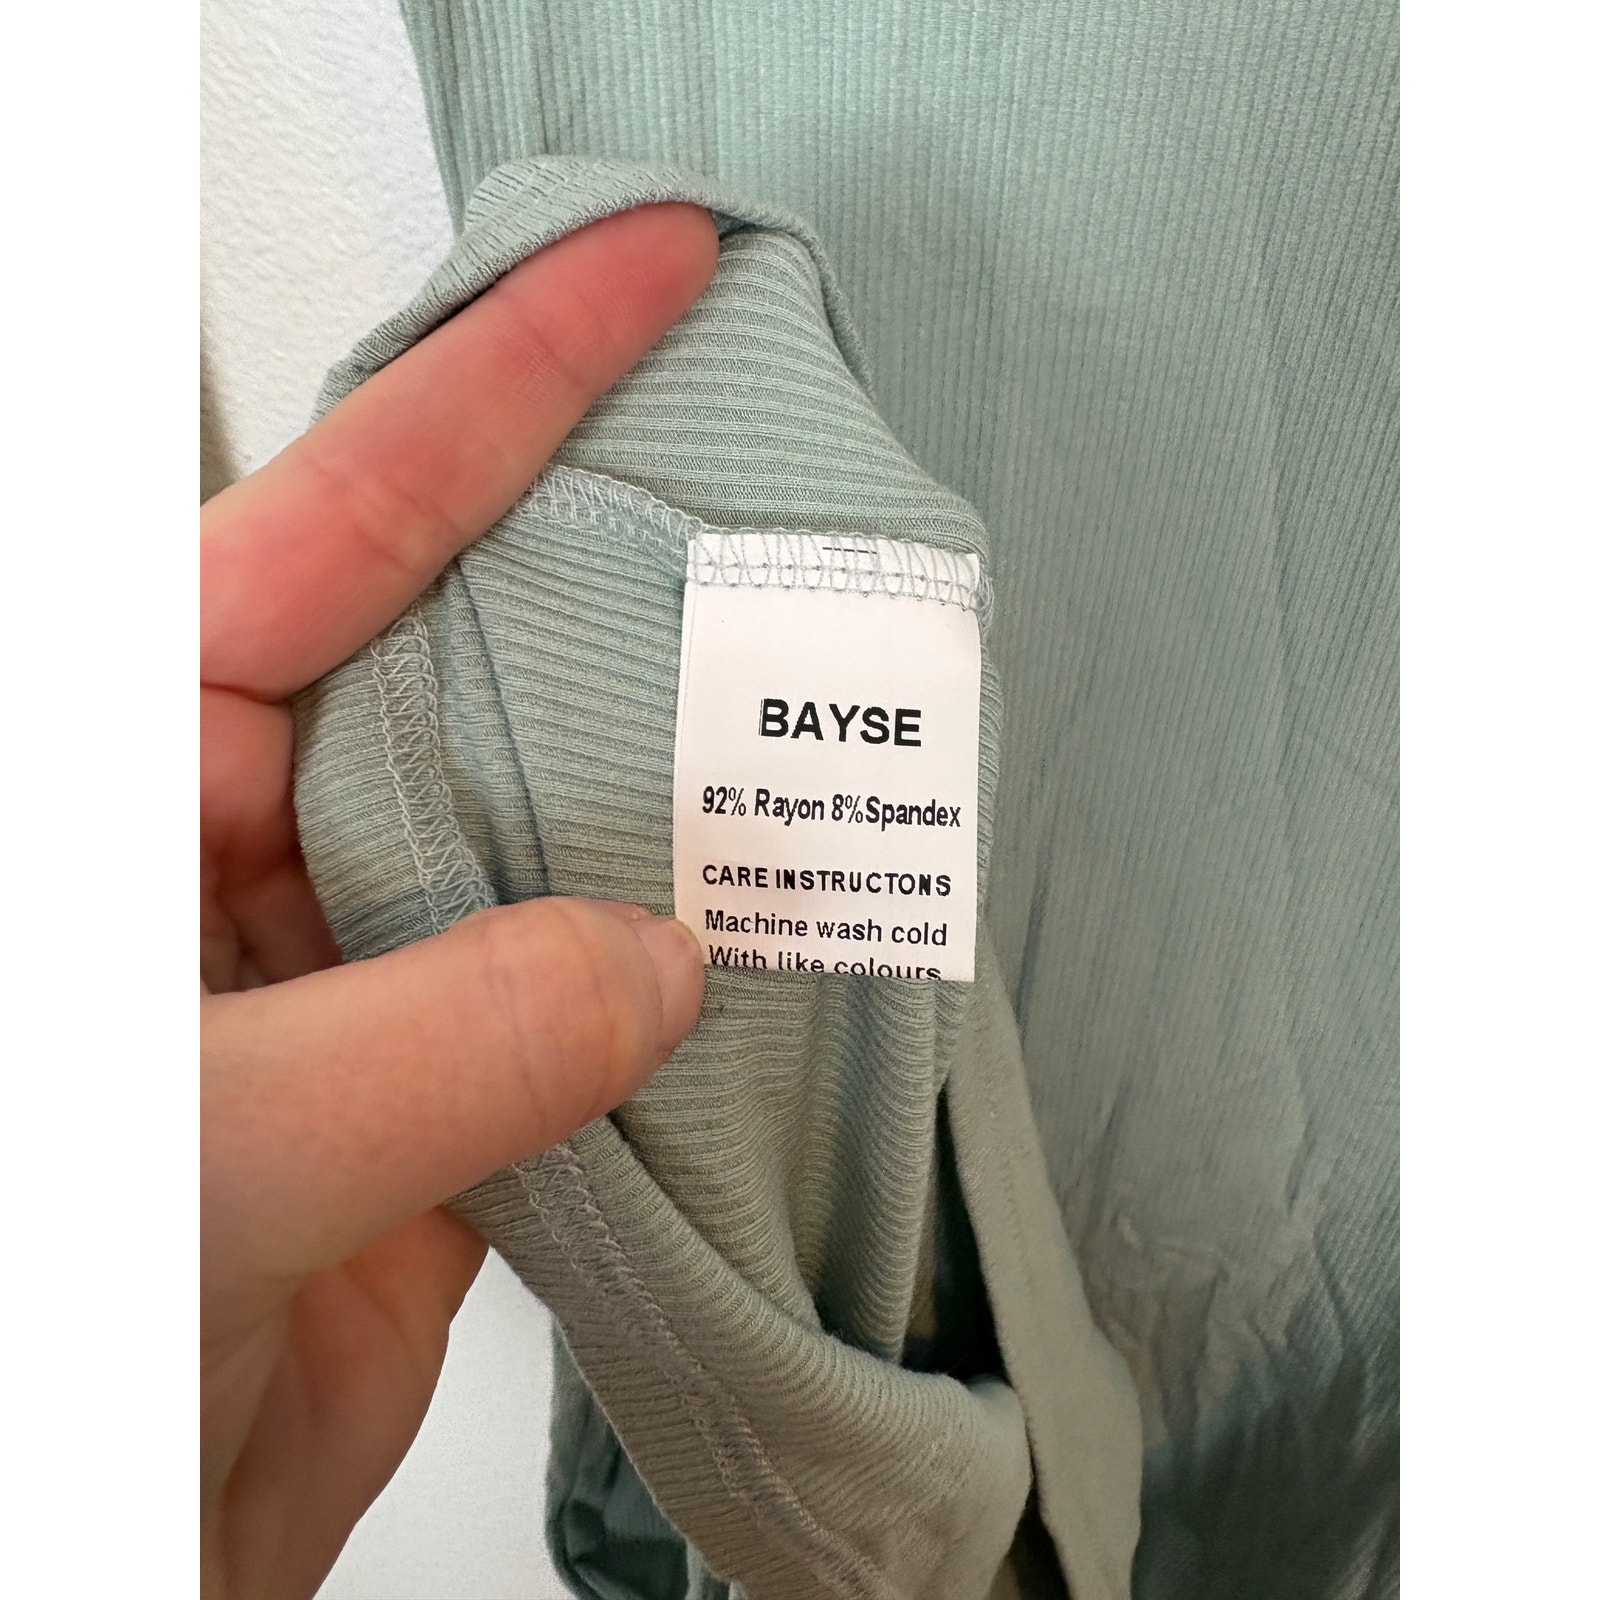 BAYSE
92% Rayon 8%Spandex
CARE INSTRUCTONS
Machine wash cold
With like colours